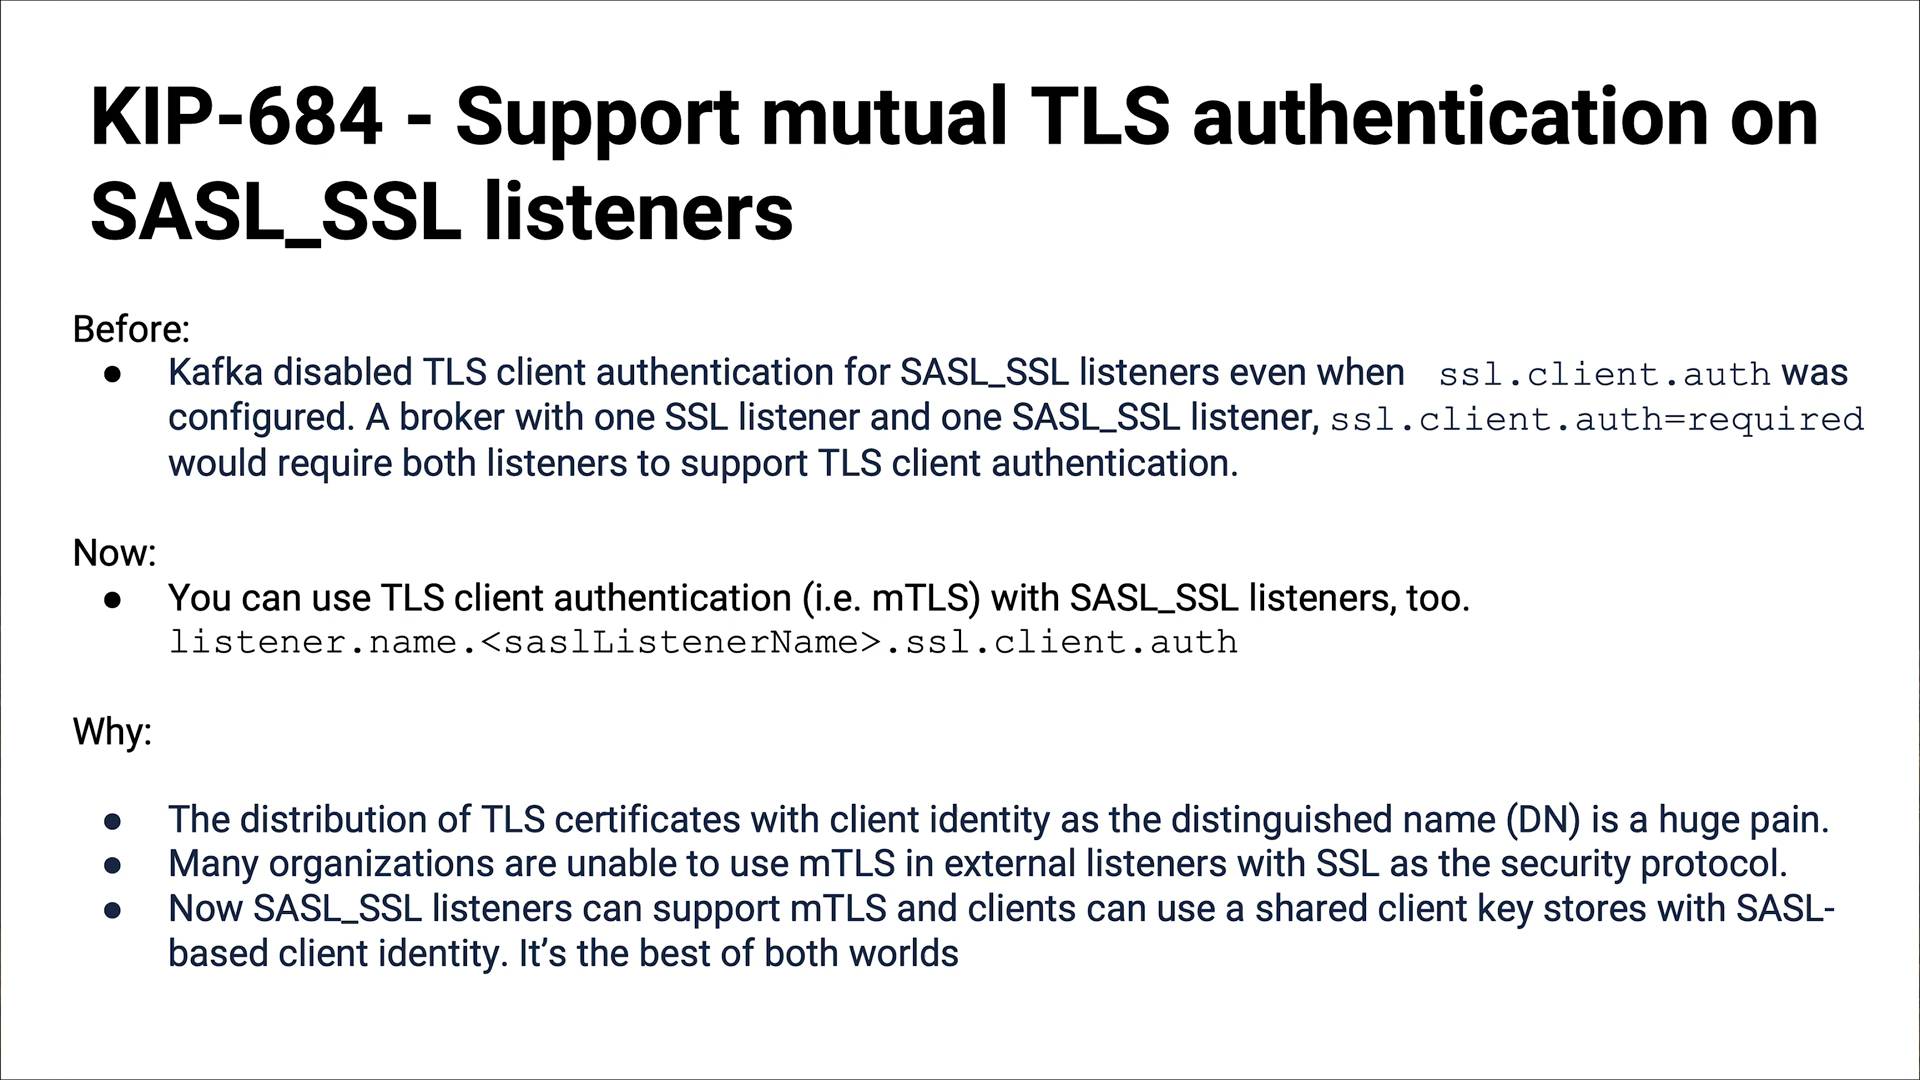 KIP-684 - Support mutual TLS authentication on
SASL_SSL listeners
Before:
● Kafka disabled TLS client authentication for SASL_SSL listeners even when ssl.client.auth was
configured. A broker with one SSL listener and one SASL_SSL listener, ssl.client.auth=required
would require both listeners to support TLS client authentication.
Now:
● You can use TLS client authentication (i.e. mTLS) with SASL_SSL listeners, too.
listener.name.<saslListenerName>.ssl.client.auth
Why:
● The distribution of TLS certificates with client identity as the distinguished name (DN) is a huge pain.
● Many organizations are unable to use mTLS in external listeners with SSL as the security protocol.
● Now SASL_SSL listeners can support mTLS and clients can use a shared client key stores with SASL-
based client identity. It’s the best of both worlds